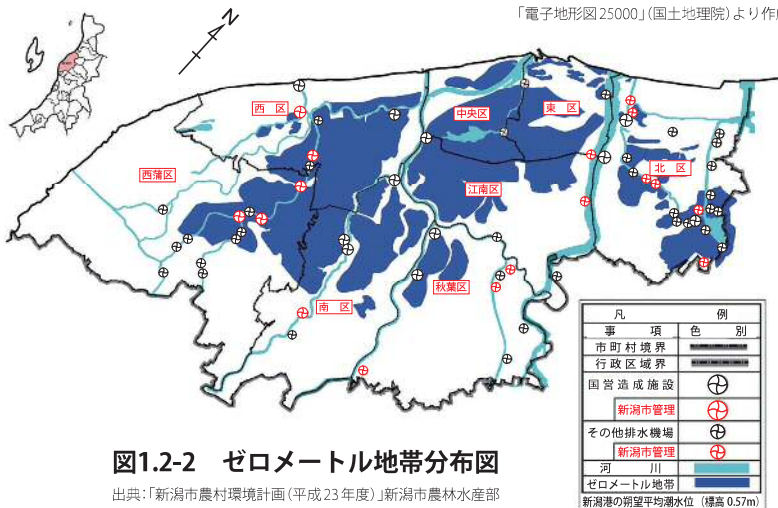 「電子地形図25000」(国土地理院)より作成
N
西 区
中央区
東 区
北 区
西蒲区
江南区
南 区
秋葉区
凡 例
事 項 色 別
市町村境界
行政区域界
国営造成施設
新潟市管理
その他排水機場
新潟市管理
河 川
ゼロメートル地帯
新潟港の朔望平均潮水位 (標高 0.57m)
図1.2-2 ゼロメートル地帯分布図
出典:「新潟市農村環境計画(平成23年度)」新潟市農林水産部